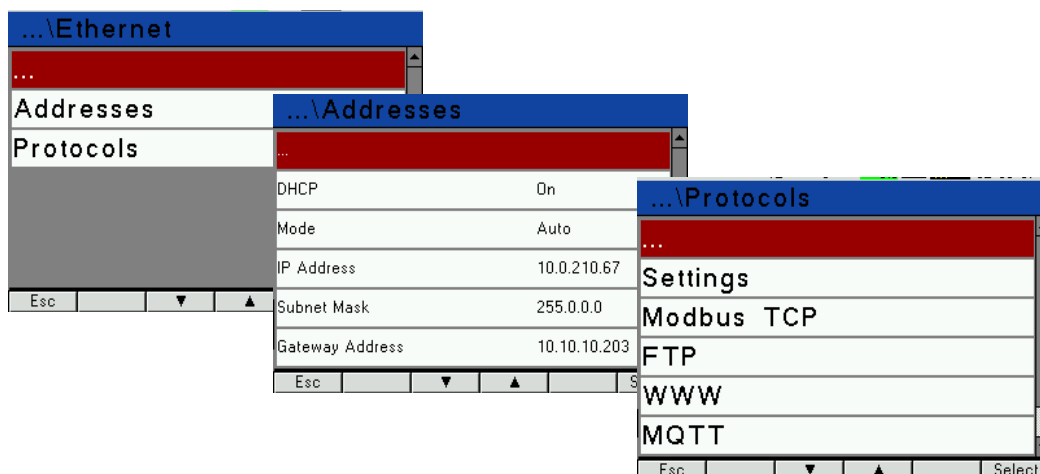 ...\Ethernet
...
Addresses
Protocols
Esc ▼ ▲
...\Addresses
...
DHCP On
Mode Auto
IP Address 10.0.210.67
Subnet Mask 255.0.0.0
Gateway Address 10.10.10.203
Esc ▼ ▲
...\Protocols
...
Settings
Modbus TCP
FTP
WWW
MQTT
Esc ▼ ▲ Select